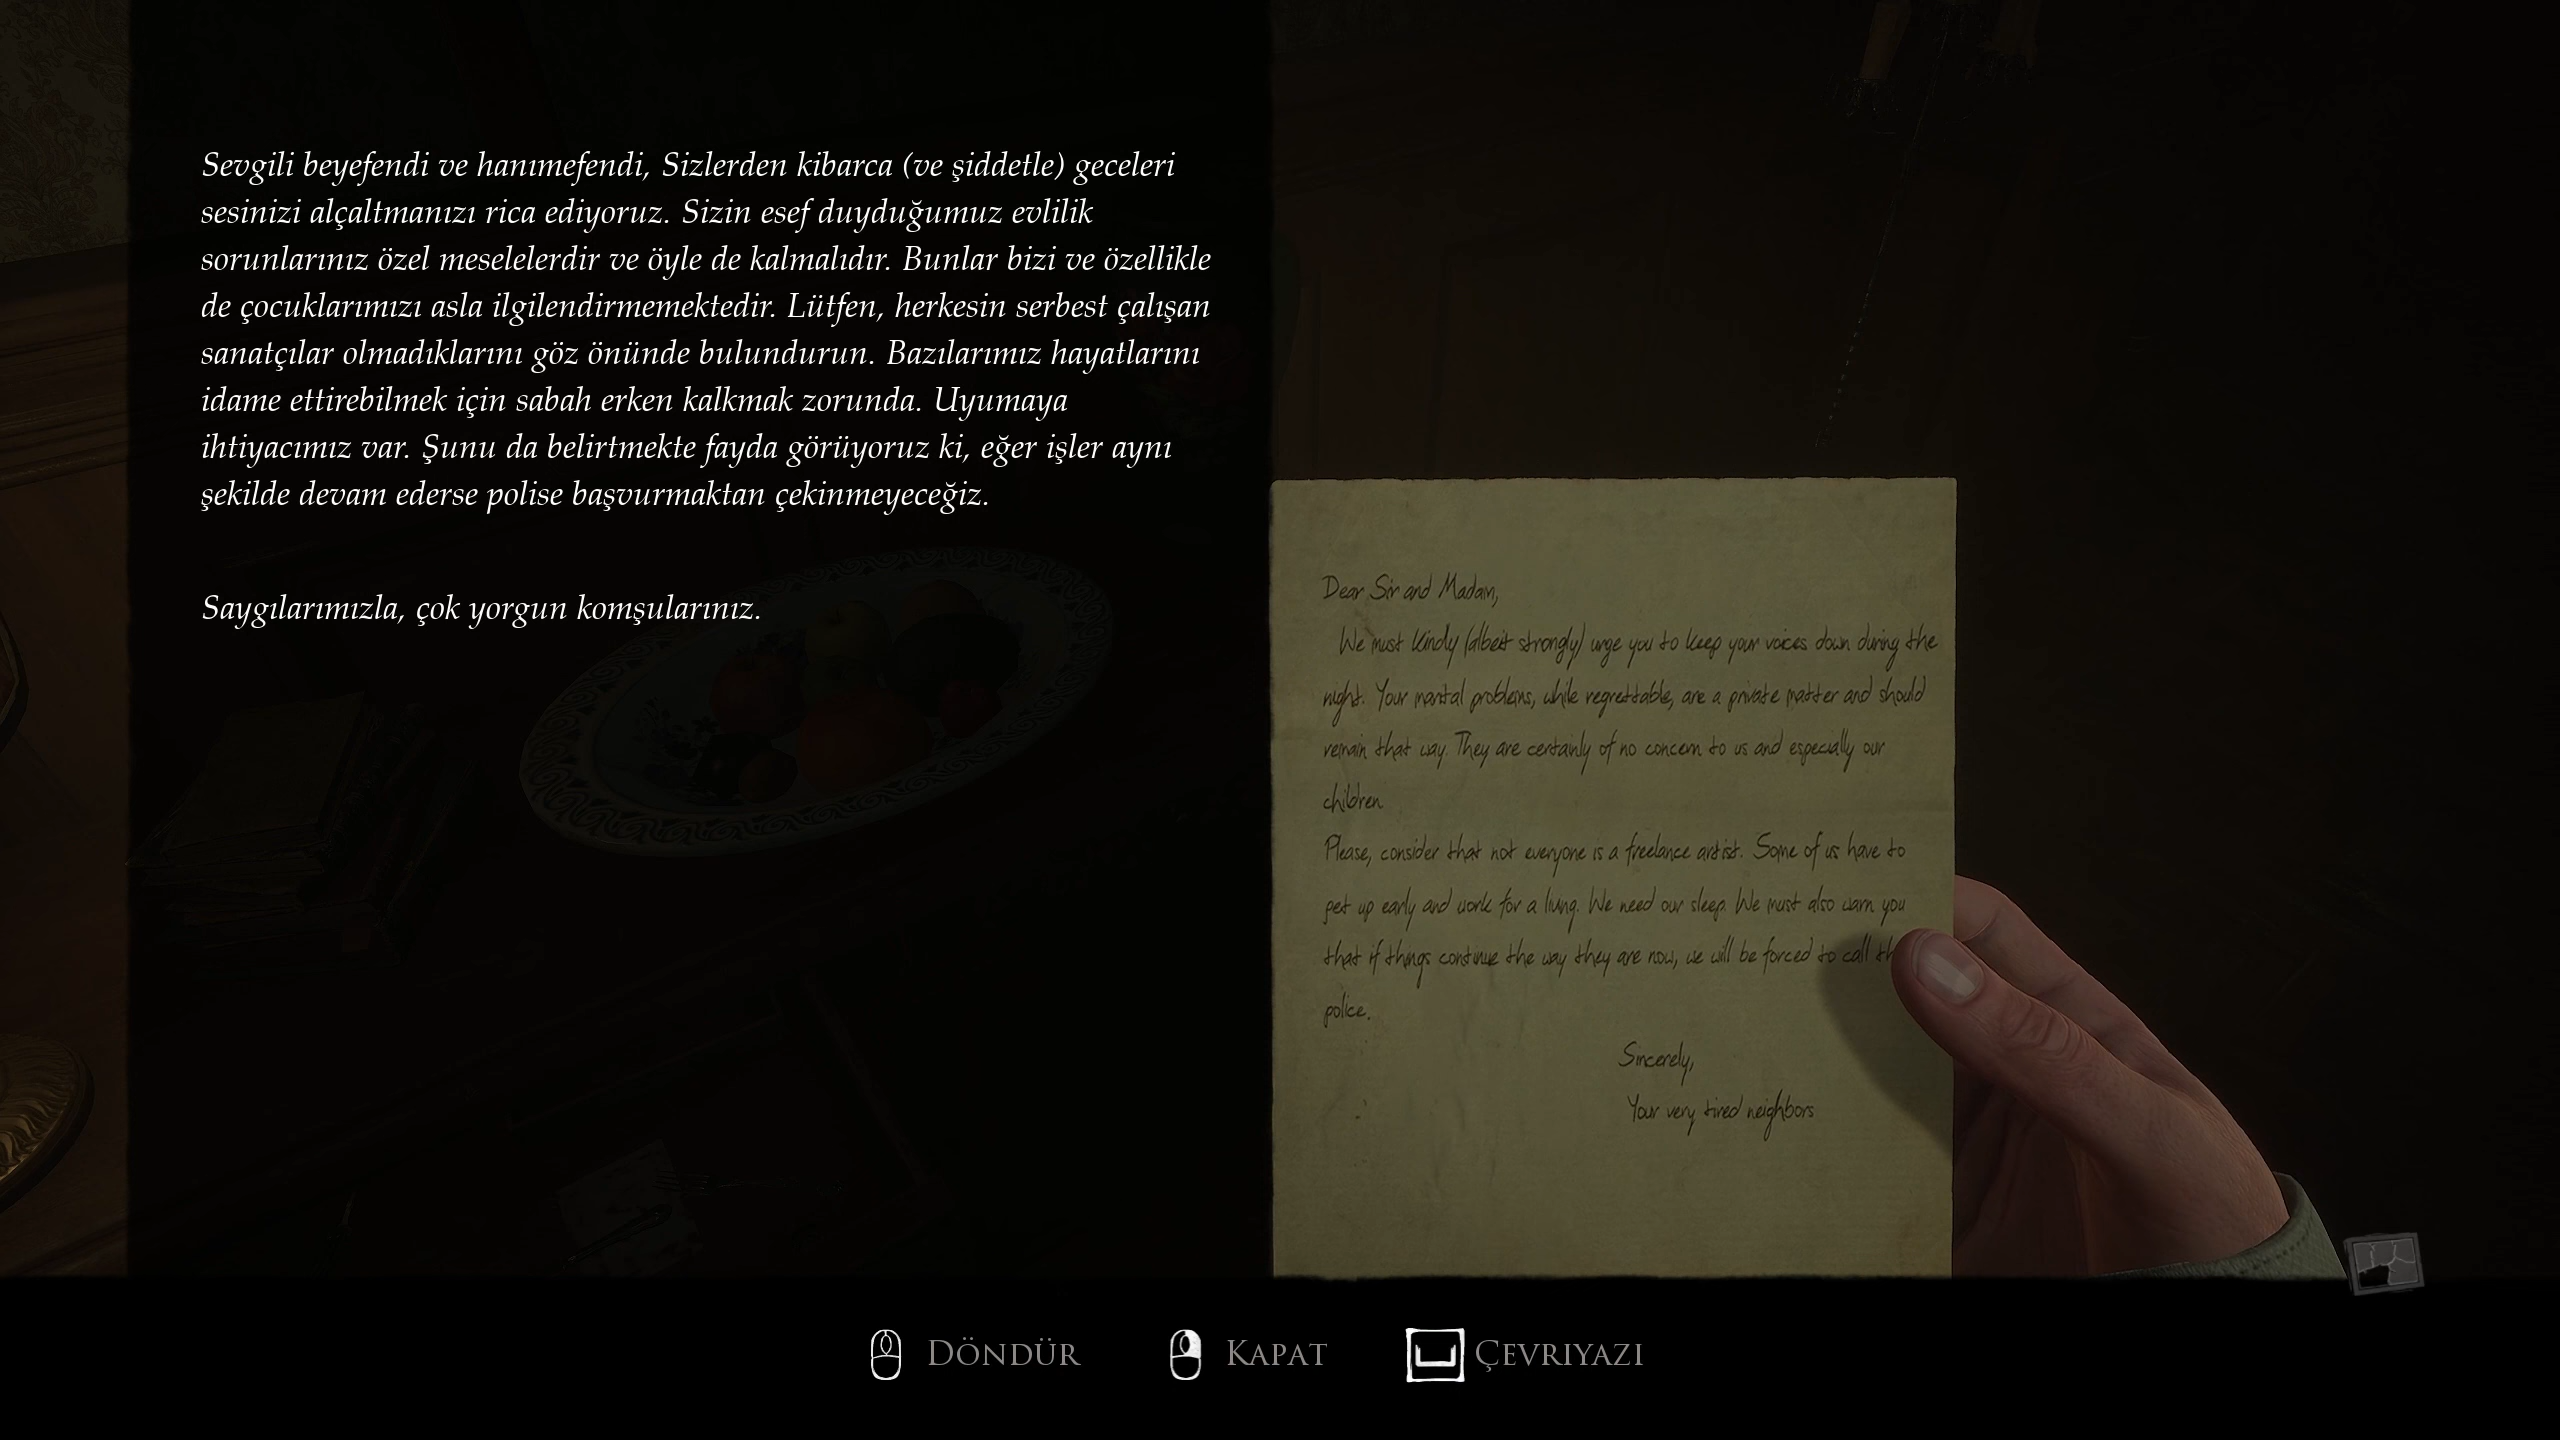 Sevgili beyefendi ve hanımefendi, Sizlerden kibarca (ve şiddetle) geceleri
sesinizi alçaltmanızı rica ediyoruz. Sizin esef duyduğumuz evlilik
sorunlarınız özel meselelerdir ve öyle de kalmalıdır. Bunlar bizi ve özellikle
de çocuklarımızı asla ilgilendirmemektedir. Lütfen, herkesin serbest çalışan
sanatçılar olmadıklarını göz önünde bulundurun. Bazılarımız hayatlarını
idame ettirebilmek için sabah erken kalkmak zorunda. Uyumaya
ihtiyacımız var. Şunu da belirtmekte fayda görüyoruz ki, eğer işler aynı
şekilde devam ederse polise başvurmaktan çekinmeyeceğiz.
Saygılarımızla, çok yorgun komşularınız.
Dear Sir and Madam,
We must kindly (albeit strongly) urge you to keep your voices down during the
night. Your marital problems, while regrettable, are a private matter and should
remain that way. They are certainly of no concern to us and especially our
children.
Please, consider that not everyone is a freelance artist. Some of us have to
get up early and work for a living. We need our sleep. We must also warn you
that if things continue the way they are now, we will be forced to call th
police.
Sincerely,
Your very tired neighbors
DÖNDÜR
KAPAT
ÇEVRIYAZI